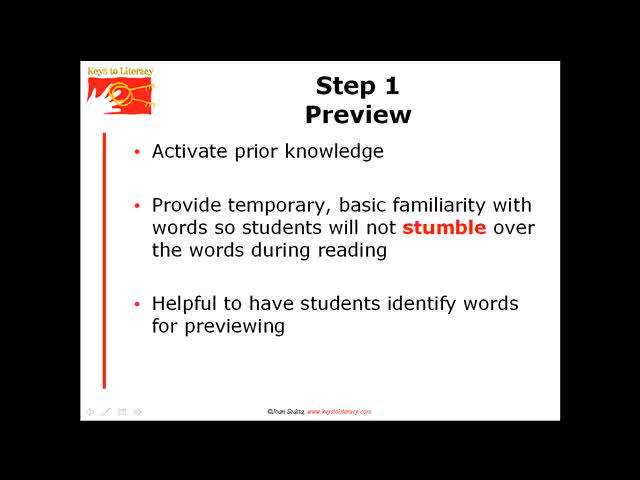 Keys to Literacy
Step 1
Preview
• Activate prior knowledge
• Provide temporary, basic familiarity with
words so students will not stumble over
the words during reading
• Helpful to have students identify words
for previewing
©Joan Sedita, www.keystoliteracy.com